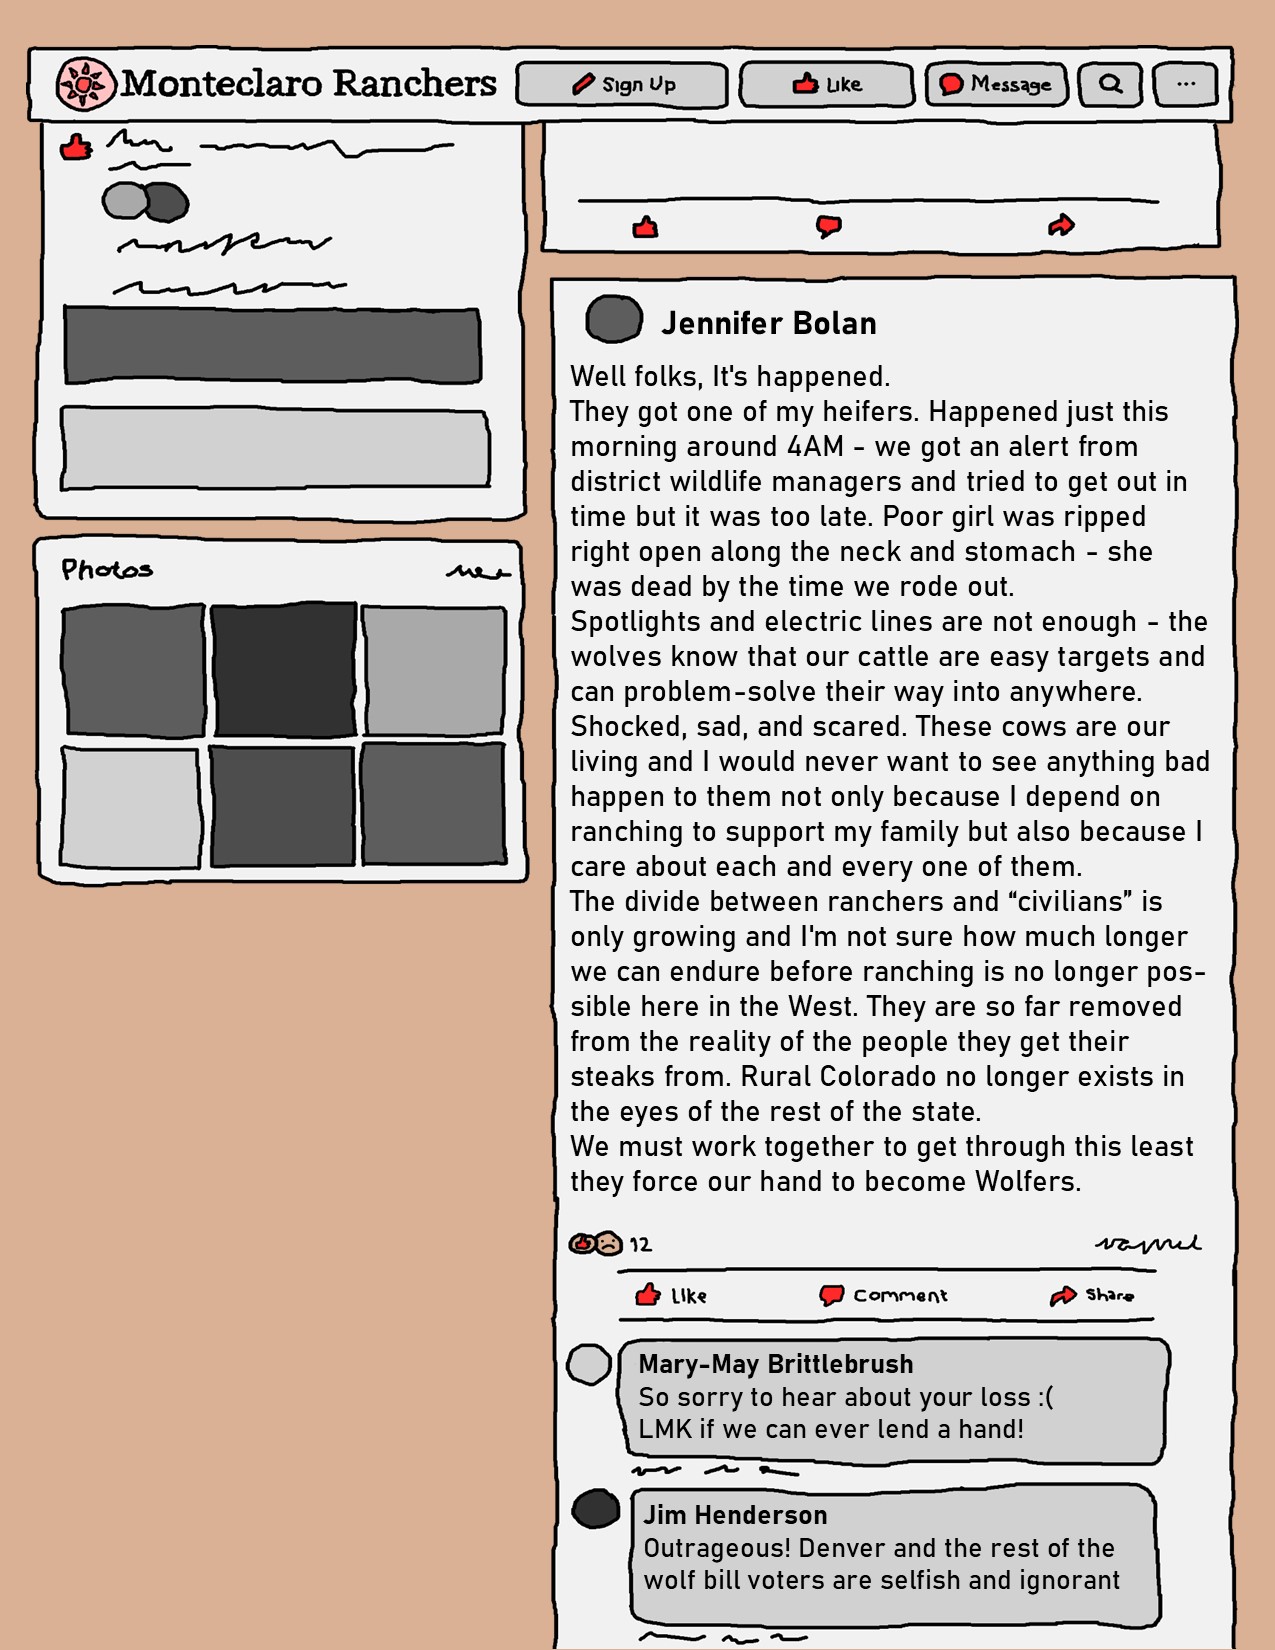 Monteclaro Ranchers
Sign Up
Like
Message
...
Photos
Jennifer Bolan
Well folks, It's happened.
They got one of my heifers. Happened just this
morning around 4AM - we got an alert from
district wildlife managers and tried to get out in
time but it was too late. Poor girl was ripped
right open along the neck and stomach - she
was dead by the time we rode out.
Spotlights and electric lines are not enough - the
wolves know that our cattle are easy targets and
can problem-solve their way into anywhere.
Shocked, sad, and scared. These cows are our
living and I would never want to see anything bad
happen to them not only because I depend on
ranching to support my family but also because I
care about each and every one of them.
The divide between ranchers and “civilians” is
only growing and I'm not sure how much longer
we can endure before ranching is no longer pos-
sible here in the West. They are so far removed
from the reality of the people they get their
steaks from. Rural Colorado no longer exists in
the eyes of the rest of the state.
We must work together to get through this least
they force our hand to become Wolfers.
12
Like
Comment
Share
Mary-May Brittlebrush
So sorry to hear about your loss :(
LMK if we can ever lend a hand!
Jim Henderson
Outrageous! Denver and the rest of the
wolf bill voters are selfish and ignorant